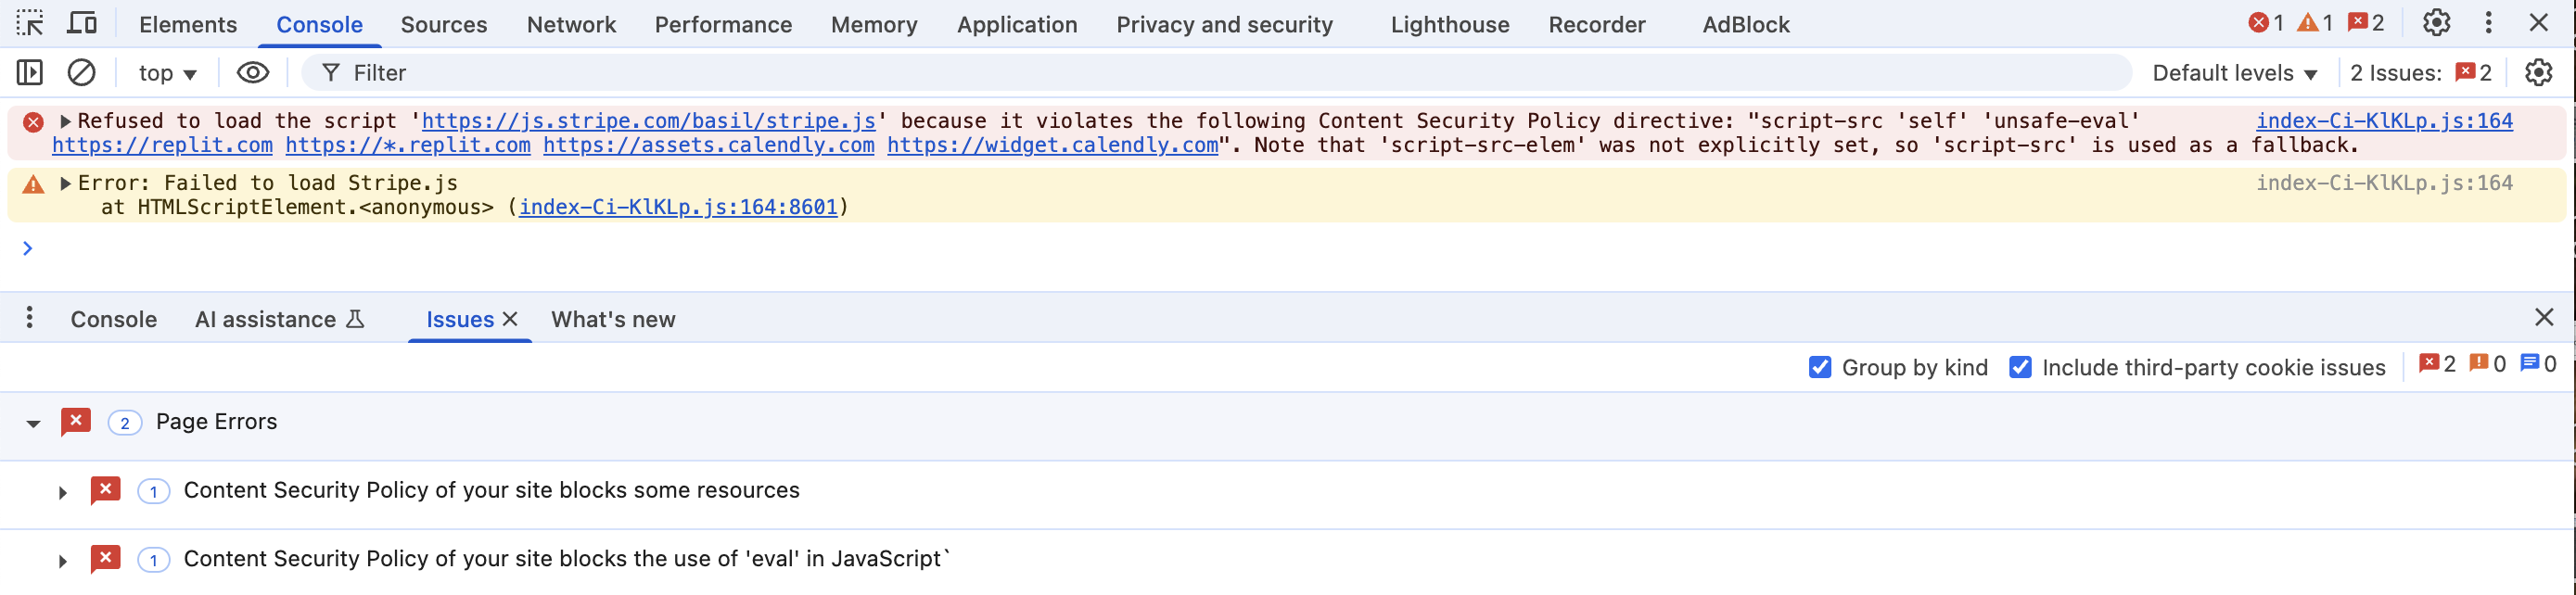 Elements Console Sources Network Performance Memory Application Privacy and security Lighthouse Recorder AdBlock 1 1 2
top Filter Default levels 2 Issues: 2
Refused to load the script 'https://js.stripe.com/basil/stripe.js' because it violates the following Content Security Policy directive: "script-src 'self' 'unsafe-eval' index-Ci-KlKLp.js:164
https://replit.com https://*.replit.com https://assets.calendly.com https://widget.calendly.com". Note that 'script-src-elem' was not explicitly set, so 'script-src' is used as a fallback.
Error: Failed to load Stripe.js index-Ci-KlKLp.js:164
at HTMLScriptElement.<anonymous> (index-Ci-KlKLp.js:164:8601)
Console AI assistance Issues What's new
Group by kind Include third-party cookie issues 2 0 0
2 Page Errors
1 Content Security Policy of your site blocks some resources
1 Content Security Policy of your site blocks the use of 'eval' in JavaScript`